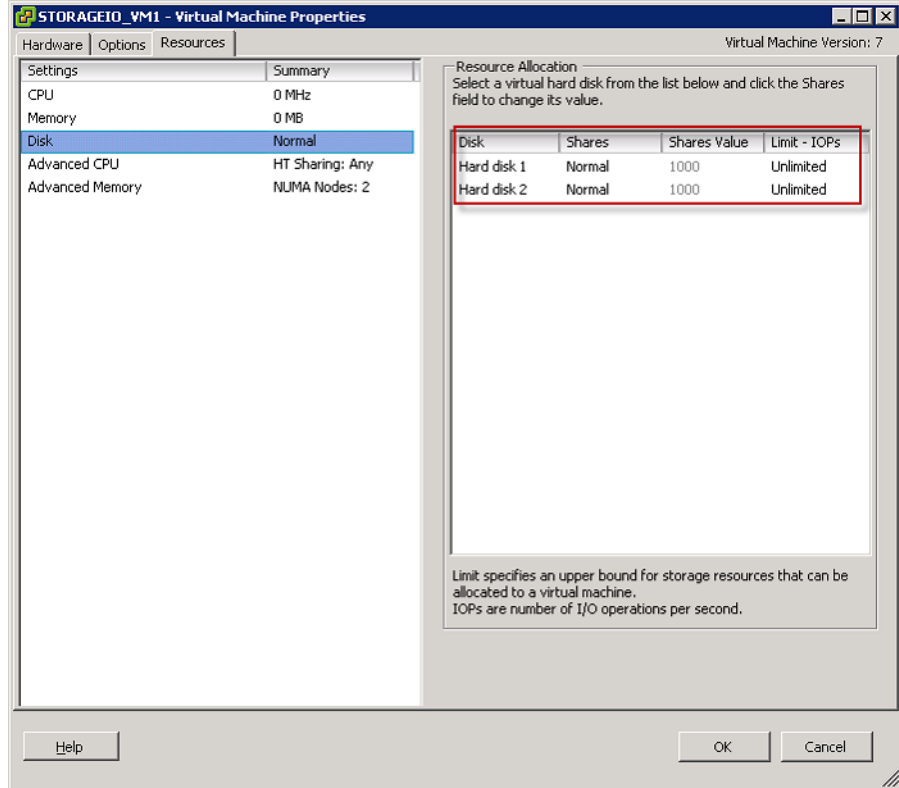 STORAGEIO_VM1 - Virtual Machine Properties
Hardware Options Resources Virtual Machine Version: 7
Settings Summary
CPU 0 MHz
Memory 0 MB
Disk Normal
Advanced CPU HT Sharing: Any
Advanced Memory NUMA Nodes: 2
Resource Allocation
Select a virtual hard disk from the list below and click the Shares
field to change its value.
Disk Shares Shares Value Limit - IOPs
Hard disk 1 Normal 1000 Unlimited
Hard disk 2 Normal 1000 Unlimited
Limit specifies an upper bound for storage resources that can be
allocated to a virtual machine.
IOPs are number of I/O operations per second.
Help OK Cancel